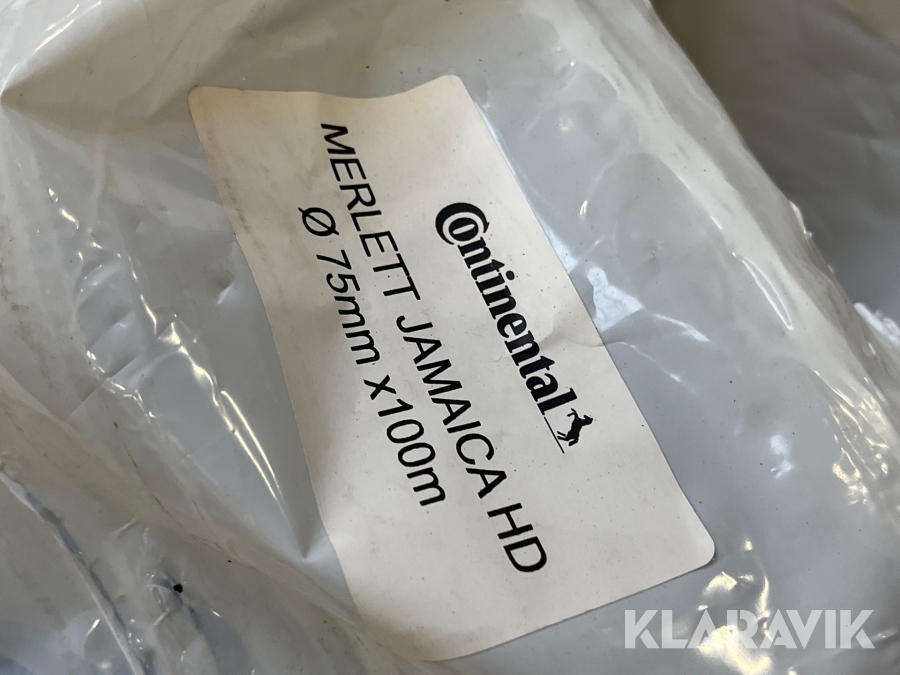 Continental
MERLETT JAMAICA HD
Ø 75mm x100m
KLARAVIK